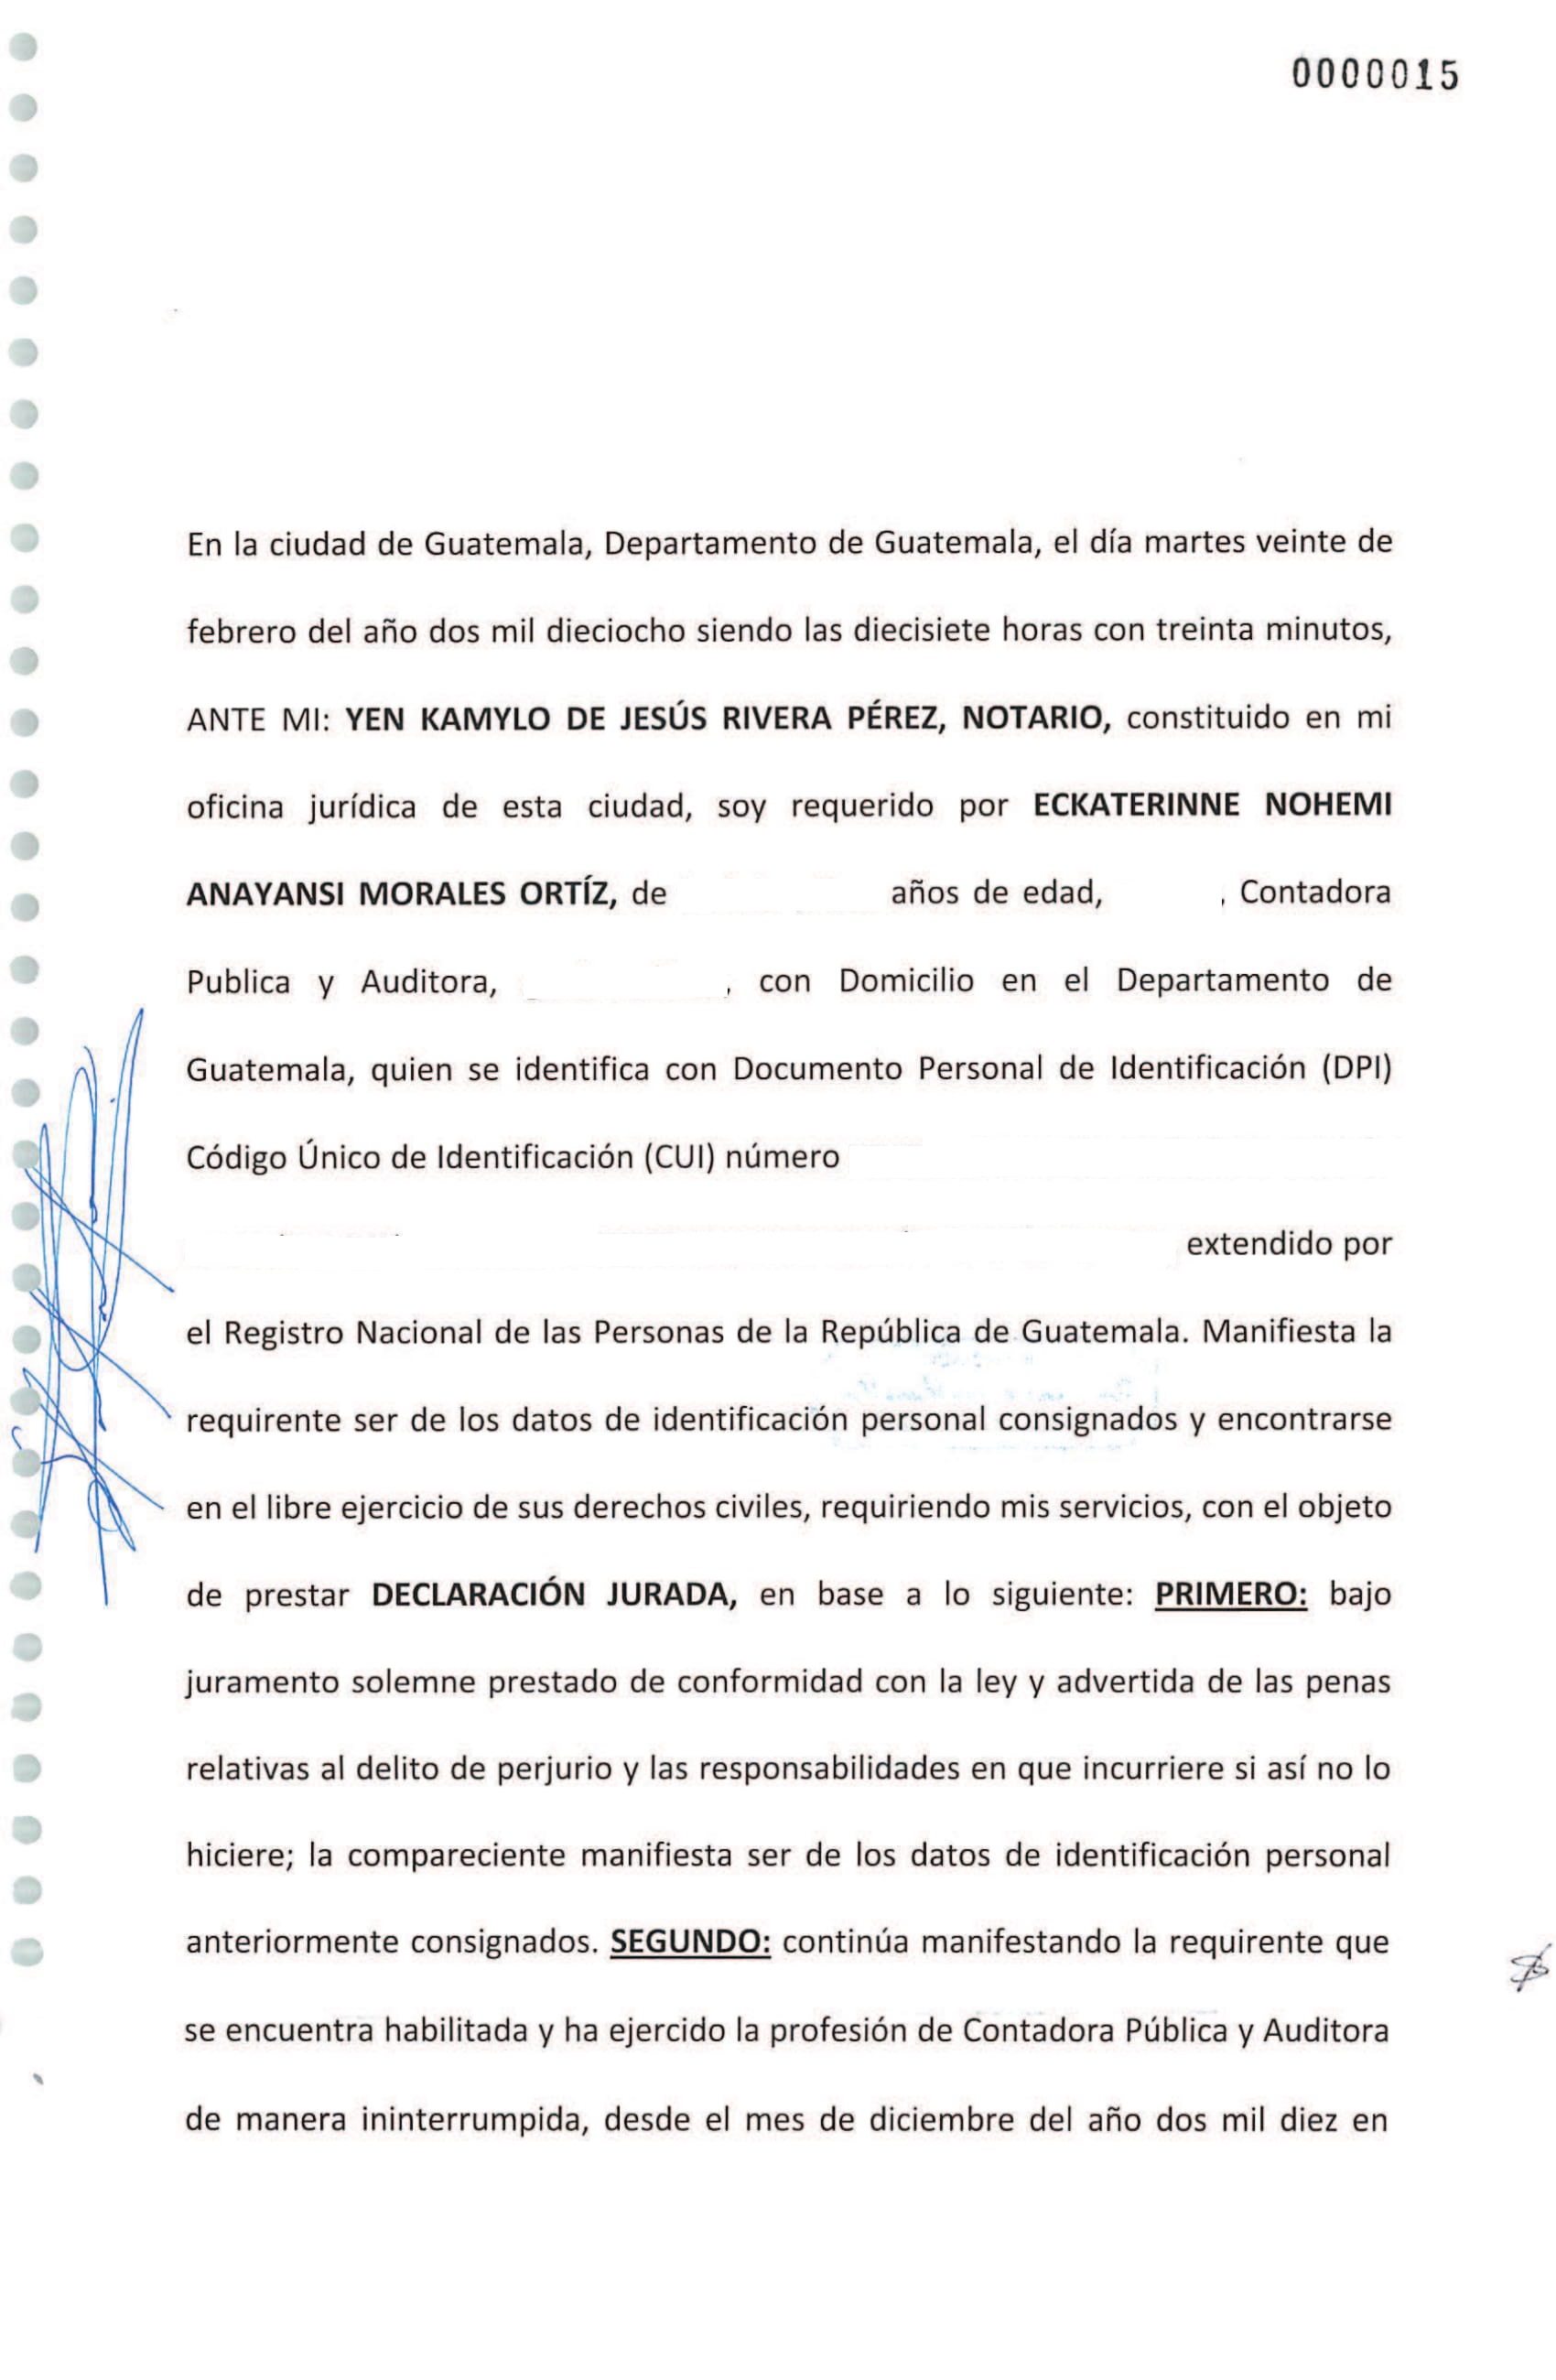 0000015
En la ciudad de Guatemala, Departamento de Guatemala, el día martes veinte de
febrero del año dos mil dieciocho siendo las diecisiete horas con treinta minutos,
ANTE MI: YEN KAMYLO DE JESÚS RIVERA PÉREZ, NOTARIO, constituido en mi
oficina jurídica de esta ciudad, soy requerido por ECKATERINNE NOHEMI
ANAYANSI MORALES ORTÍZ, de años de edad, , Contadora
Publica y Auditora, , con Domicilio en el Departamento de
Guatemala, quien se identifica con Documento Personal de Identificación (DPI)
Código Único de Identificación (CUI) número
extendido por
el Registro Nacional de las Personas de la República de Guatemala. Manifiesta la
requirente ser de los datos de identificación personal consignados y encontrarse
en el libre ejercicio de sus derechos civiles, requiriendo mis servicios, con el objeto
de prestar DECLARACIÓN JURADA, en base a lo siguiente: PRIMERO: bajo
juramento solemne prestado de conformidad con la ley y advertida de las penas
relativas al delito de perjurio y las responsabilidades en que incurriere si así no lo
hiciere; la compareciente manifiesta ser de los datos de identificación personal
anteriormente consignados. SEGUNDO: continúa manifestando la requirente que
se encuentra habilitada y ha ejercido la profesión de Contadora Pública y Auditora
de manera ininterrumpida, desde el mes de diciembre del año dos mil diez en